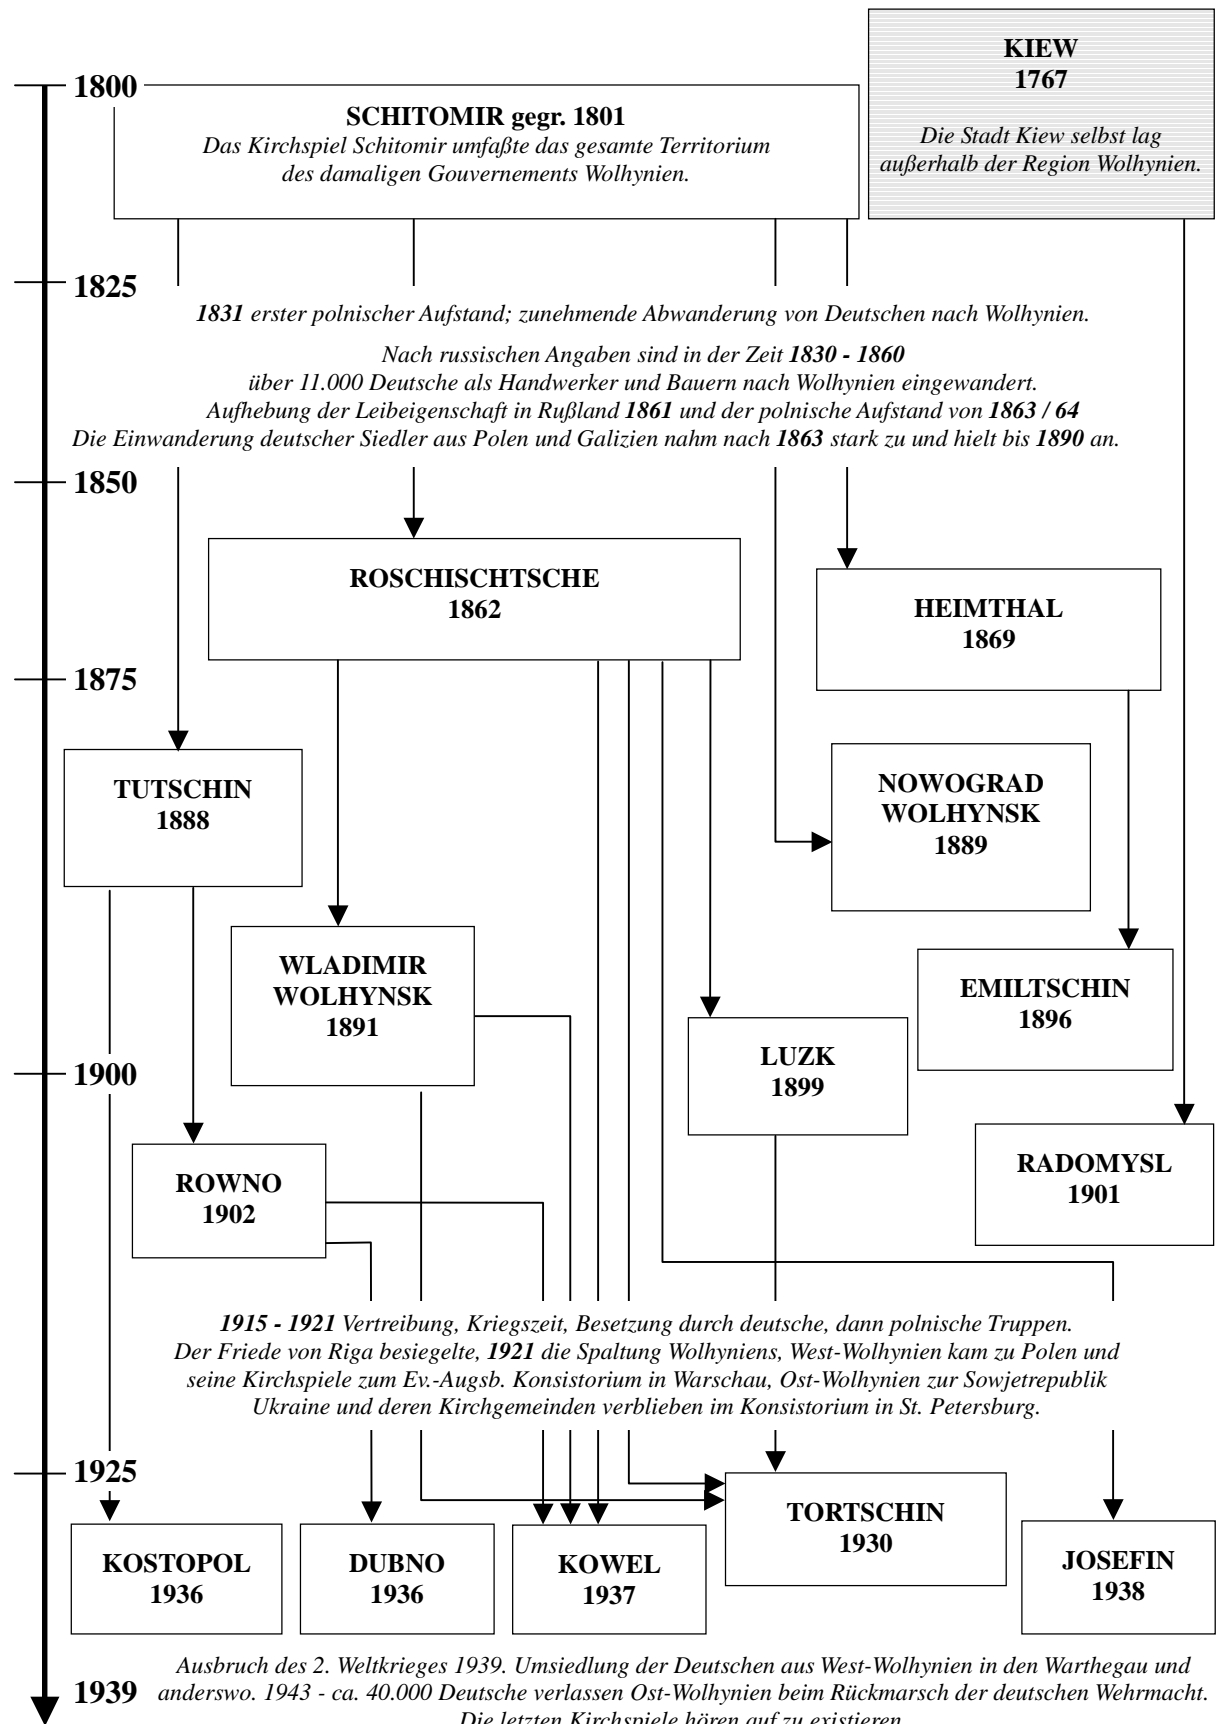 KIEW
1767
Die Stadt Kiew selbst lag
außerhalb der Region Wolhynien.
1800
SCHITOMIR gegr. 1801
Das Kirchspiel Schitomir umfaßte das gesamte Territorium
des damaligen Gouvernements Wolhynien.
1825
1831 erster polnischer Aufstand; zunehmende Abwanderung von Deutschen nach Wolhynien.
Nach russischen Angaben sind in der Zeit 1830 - 1860
über 11.000 Deutsche als Handwerker und Bauern nach Wolhynien eingewandert.
Aufhebung der Leibeigenschaft in Rußland 1861 und der polnische Aufstand von 1863 / 64
Die Einwanderung deutscher Siedler aus Polen und Galizien nahm nach 1863 stark zu und hielt bis 1890 an.
1850
ROSCHISCHTSCHE
1862
HEIMTHAL
1869
1875
TUTSCHIN
1888
NOWOGRAD
WOLHYNSK
1889
WLADIMIR
WOLHYNSK
1891
EMILTSCHIN
1896
LUZK
1899
1900
ROWNO
1902
RADOMYSL
1901
1915 - 1921 Vertreibung, Kriegszeit, Besetzung durch deutsche, dann polnische Truppen.
Der Friede von Riga besiegelte, 1921 die Spaltung Wolhyniens, West-Wolhynien kam zu Polen und
seine Kirchspiele zum Ev.-Augsb. Konsistorium in Warschau, Ost-Wolhynien zur Sowjetrepublik
Ukraine und deren Kirchgemeinden verblieben im Konsistorium in St. Petersburg.
1925
KOSTOPOL
1936
DUBNO
1936
KOWEL
1937
TORTSCHIN
1930
JOSEFIN
1938
Ausbruch des 2. Weltkrieges 1939. Umsiedlung der Deutschen aus West-Wolhynien in den Warthegau und
1939
anderswo. 1943 - ca. 40.000 Deutsche verlassen Ost-Wolhynien beim Rückmarsch der deutschen Wehrmacht.
Die letzten Kirchspiele hören auf zu existieren